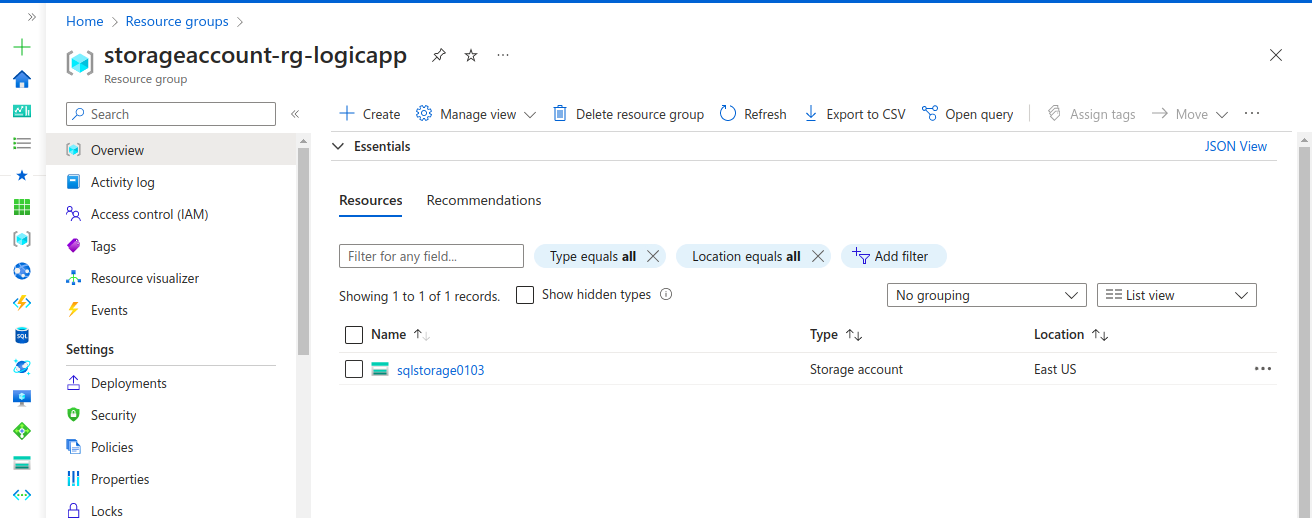 Home > Resource groups >
storageaccount-rg-logicapp
Resource group
Search
Create Manage view Delete resource group Refresh Export to CSV Open query Assign tags Move
Overview
Activity log
Access control (IAM)
Tags
Resource visualizer
Events
Settings
Deployments
Security
Policies
Properties
Locks
Essentials JSON View
Resources Recommendations
Filter for any field... Type equals all Location equals all Add filter
Showing 1 to 1 of 1 records. Show hidden types No grouping List view
Name Type Location
sqlstorage0103 Storage account East US
SQL